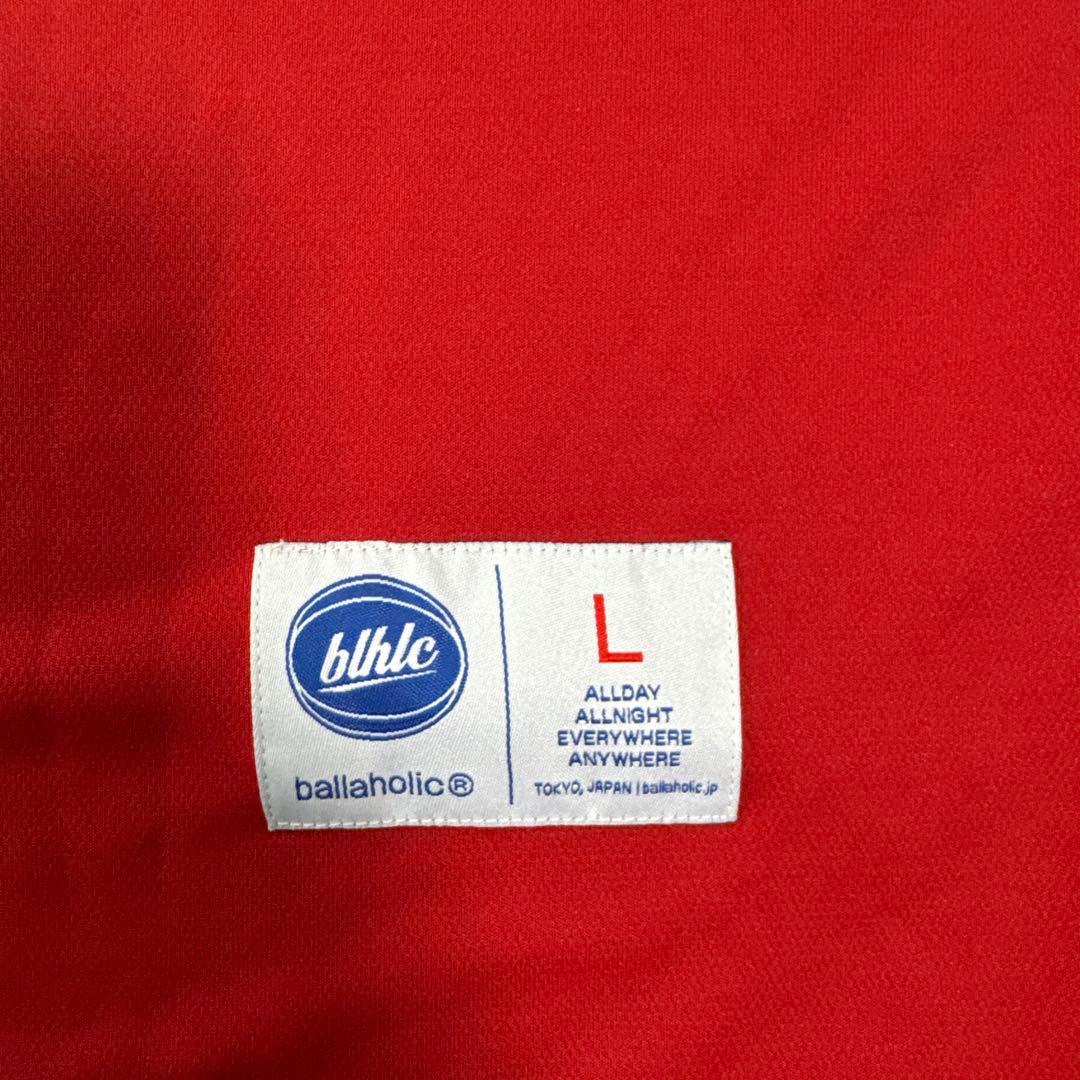 blhlc
ballaholic®
L
ALLDAY
ALLNIGHT
EVERYWHERE
ANYWHERE
TOKYO, JAPAN | ballaholic.jp